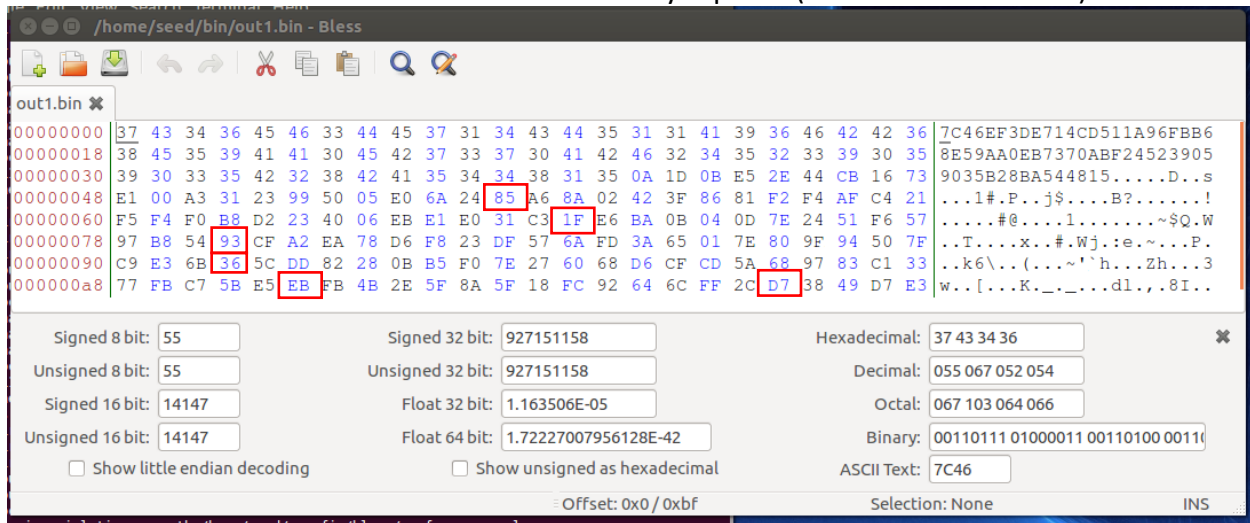 /home/seed/bin/out1.bin - Bless
out1.bin
00000000 37 43 34 36 45 46 33 44 45 37 31 34 43 44 35 31 31 41 39 36 46 42 42 36 7C46EF3DE714CD511A96FBB6
00000018 38 45 35 39 41 41 30 45 42 37 33 37 30 41 42 46 32 34 35 32 33 39 30 35 8E59AA0EB7370ABF24523905
00000030 39 30 33 35 42 32 38 42 41 35 34 34 38 31 35 0A 1D 0B E5 2E 44 CB 16 73 9035B28BA544815.....D..s
00000048 E1 00 A3 31 23 99 50 05 E0 6A 24 85 A6 8A 02 42 3F 86 81 F2 F4 AF C4 21 ...1#.P..j$....B?......!
00000060 F5 F4 F0 B8 D2 23 40 06 EB E1 E0 31 C3 1F E6 BA 0B 04 0D 7E 24 51 F6 57 .....#@....1.......~$Q.W
00000078 97 B8 54 93 CF A2 EA 78 D6 F8 23 DF 57 6A FD 3A 65 01 7E 80 9F 94 50 7F ..T....x..#.Wj.:e.~...P.
00000090 C9 E3 6B 36 5C DD 82 28 0B B5 F0 7E 27 60 68 D6 CF CD 5A 68 97 83 C1 33 ..k6\..(...~'`h...Zh...3
000000a8 77 FB C7 5B E5 EB FB 4B 2E 5F 8A 5F 18 FC 92 64 6C FF 2C D7 38 49 D7 E3 w..[...K._._...dl.,.8I..
Signed 8 bit: 55 Signed 32 bit: 927151158 Hexadecimal: 37 43 34 36
Unsigned 8 bit: 55 Unsigned 32 bit: 927151158 Decimal: 055 067 052 054
Signed 16 bit: 14147 Float 32 bit: 1.163506E-05 Octal: 067 103 064 066
Unsigned 16 bit: 14147 Float 64 bit: 1.72227007956128E-42 Binary: 00110111 01000011 00110100 0011
Show little endian decoding Show unsigned as hexadecimal ASCII Text: 7C46
Offset: 0x0 / 0xbf Selection: None INS